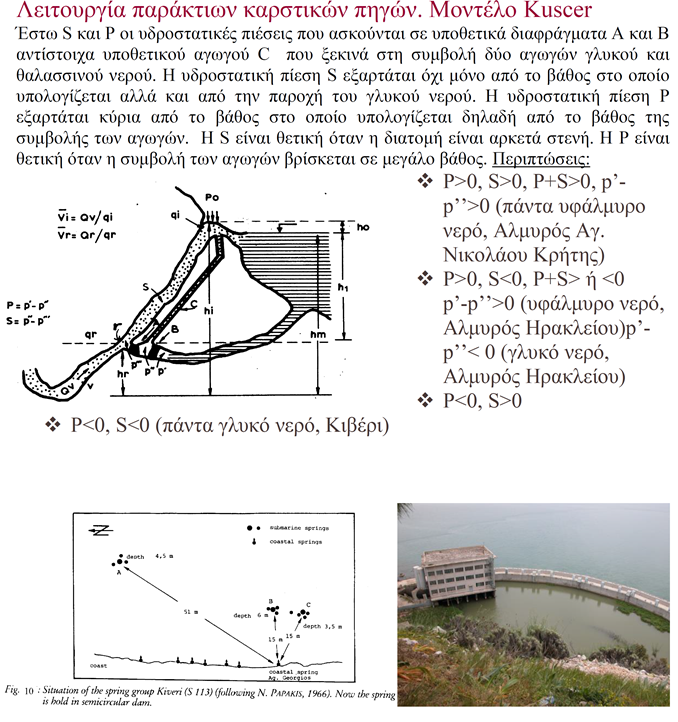 Λειτουργία παράκτιων καρστικών πηγών. Μοντέλο Kuscer
Έστω S και P οι υδροστατικές πιέσεις που ασκούνται σε υποθετικά διαφράγματα Α και Β
αντίστοιχα υποθετικού αγωγού C που ξεκινά στη συμβολή δύο αγωγών γλυκού και
θαλασσινού νερού. Η υδροστατική πίεση S εξαρτάται όχι μόνο από το βάθος στο οποίο
υπολογίζεται αλλά και από την παροχή του γλυκού νερού. Η υδροστατική πίεση P
εξαρτάται κύρια από το βάθος στο οποίο υπολογίζεται δηλαδή από το βάθος της
συμβολής των αγωγών. Η S είναι θετική όταν η διατομή είναι αρκετά στενή. Η P είναι
θετική όταν η συμβολή των αγωγών βρίσκεται σε μεγάλο βάθος. Περιπτώσεις:
❖ P>0, S>0, P+S>0, p’-
p’’>0 (πάντα υφάλμυρο
νερό, Αλμυρός Αγ.
Νικολάου Κρήτης)
❖ P>0, S<0, P+S> ή <0
p’-p’’>0 (υφάλμυρο νερό,
Αλμυρός Ηρακλείου)p’-
p’’< 0 (γλυκό νερό,
Αλμυρός Ηρακλείου)
❖ P<0, S>0
Po
qi
V̅i = Qv/qi
V̅r = Qr/qr
ho
h1
S
C
P = p'- p''
S = p''- p'''
hi
hm
A
B
qr
r
p''' p'' p'
hr
Qv v
❖ P<0, S<0 (πάντα γλυκό νερό, Κιβέρι)
N
submarine springs
coastal springs
depth 4,5 m
A
51 m
B
C
depth 6 m
depth 3,5 m
15 m
15 m
coast
coastal spring
Ag. Georgios
Fig. 10 : Situation of the spring group Kiveri (S 113) (following N. PAPAKIS, 1966). Now the spring
is hold in semicircular dam.